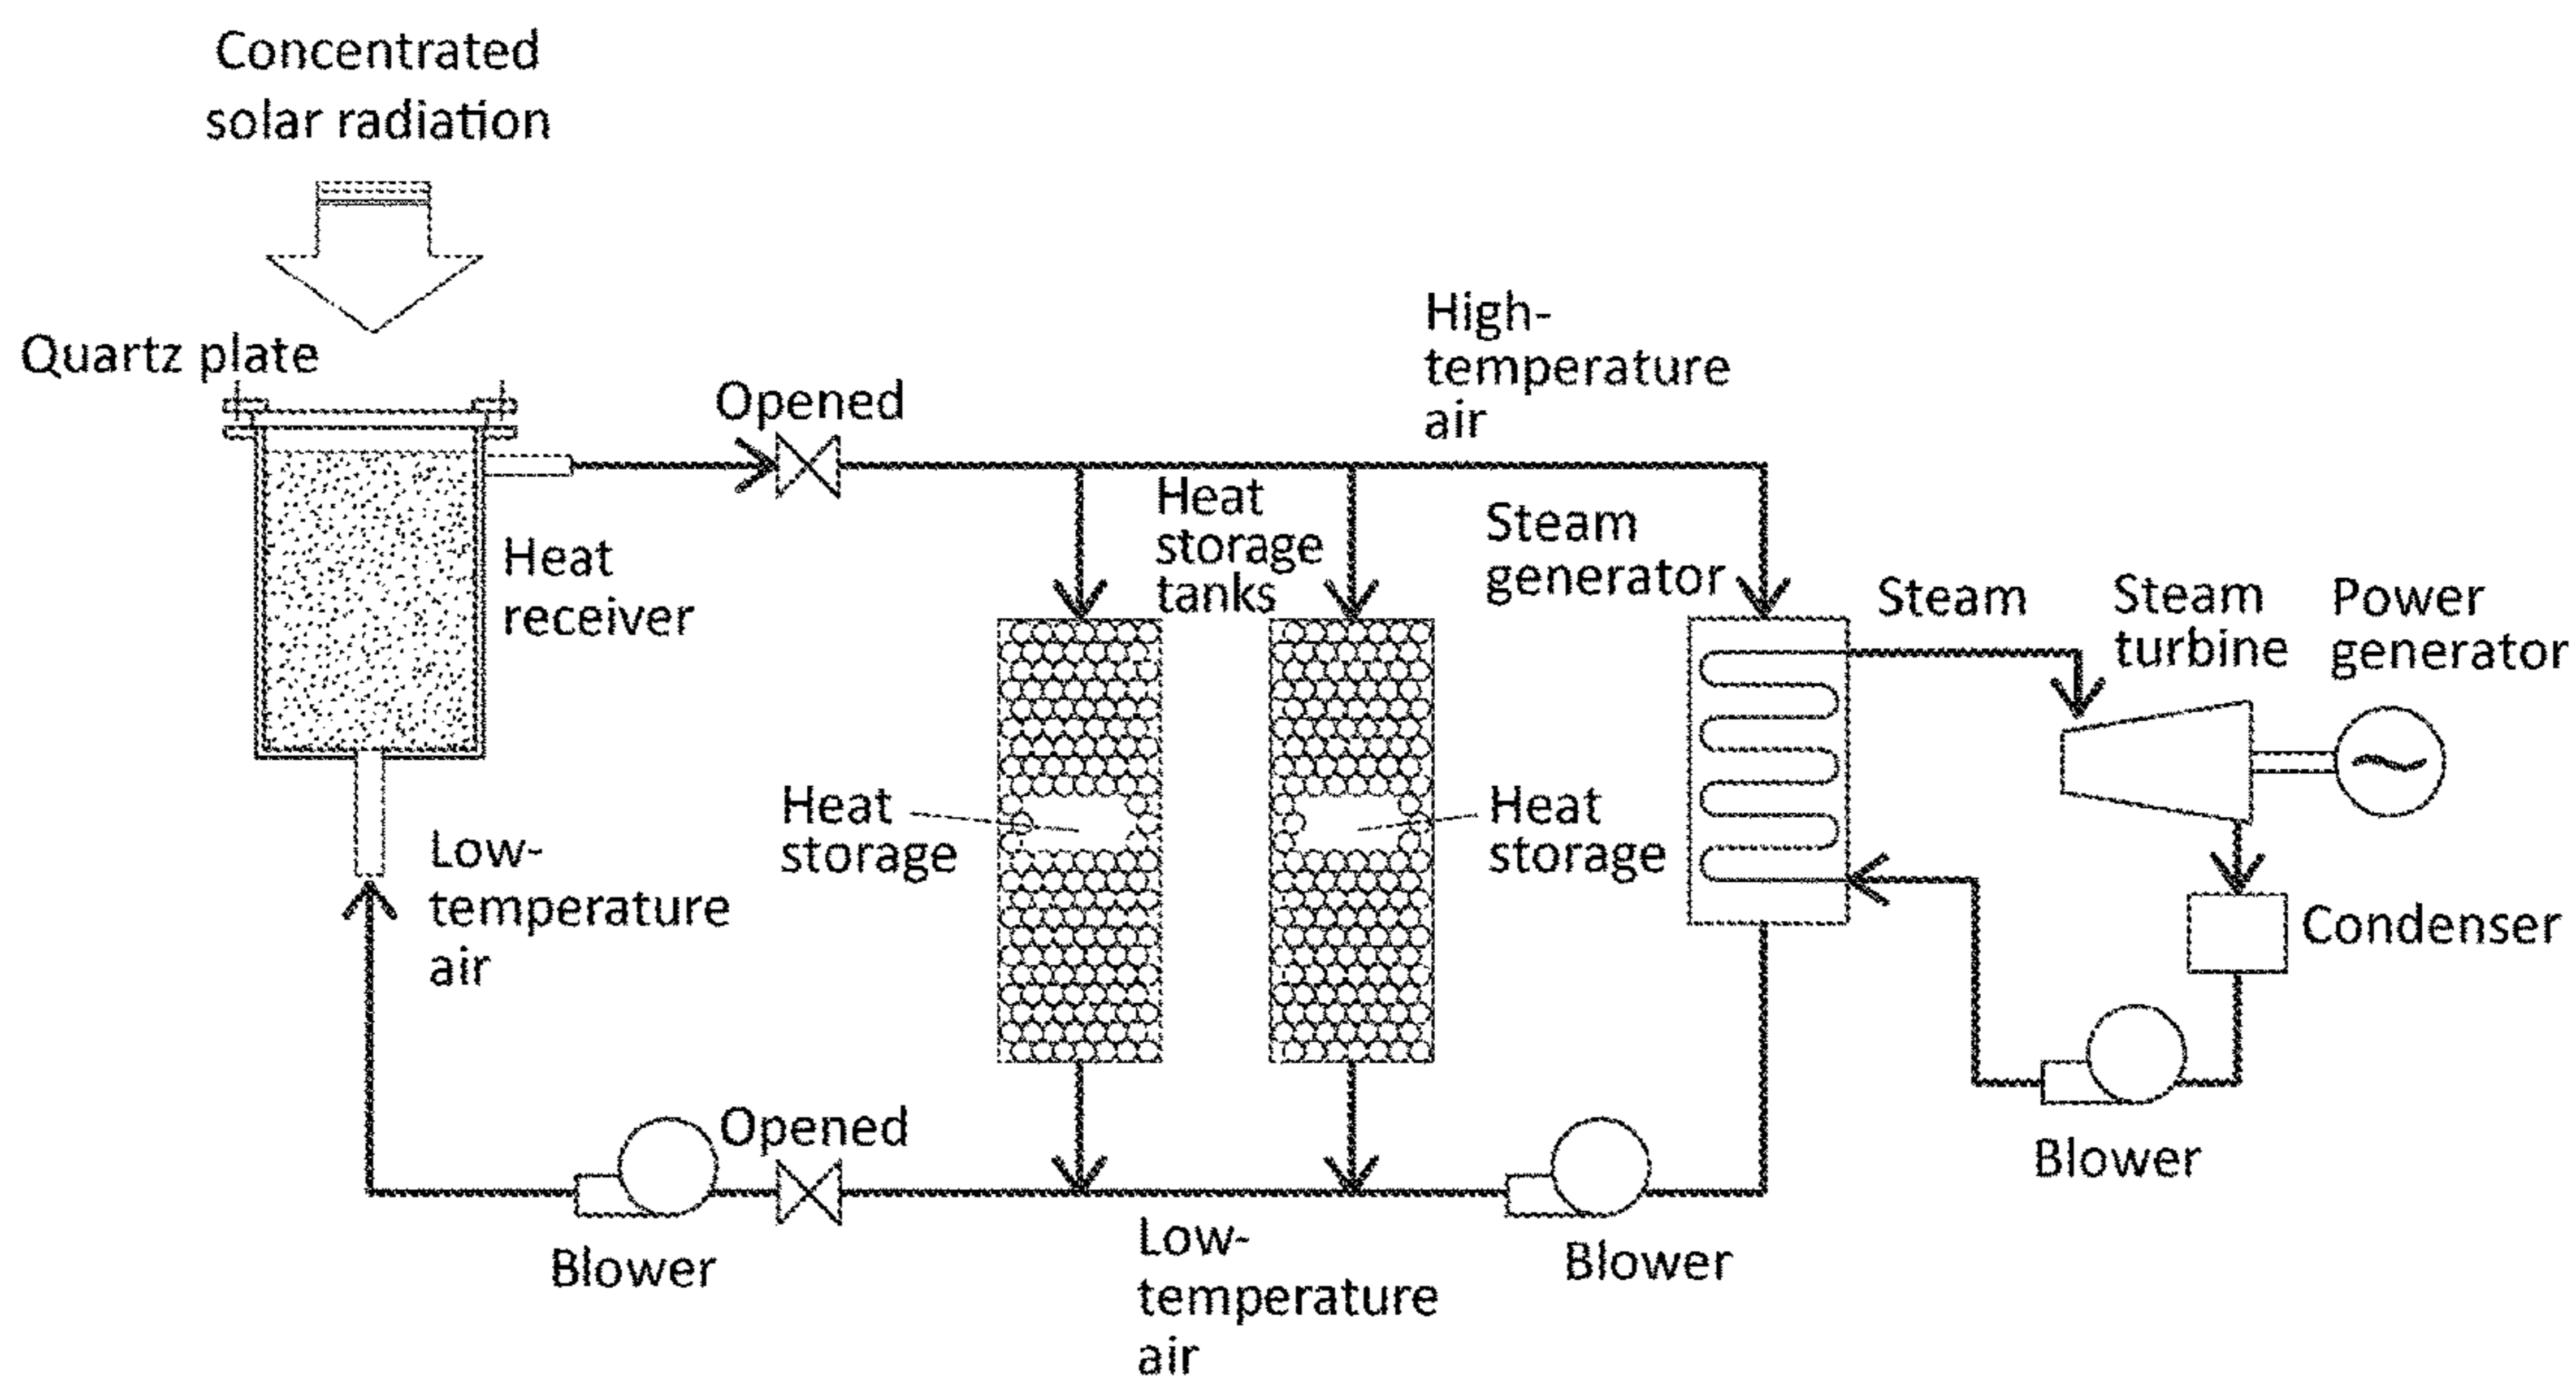 Concentrated
solar radiation
Quartz plate
Opened
High-
temperature
air
Heat
receiver
Heat
storage
tanks
Steam
generator
Steam
Steam
turbine
Power
generator
Heat
storage
Heat
storage
Low-
temperature
air
Condenser
Opened
Blower
Low-
temperature
air
Blower
Blower